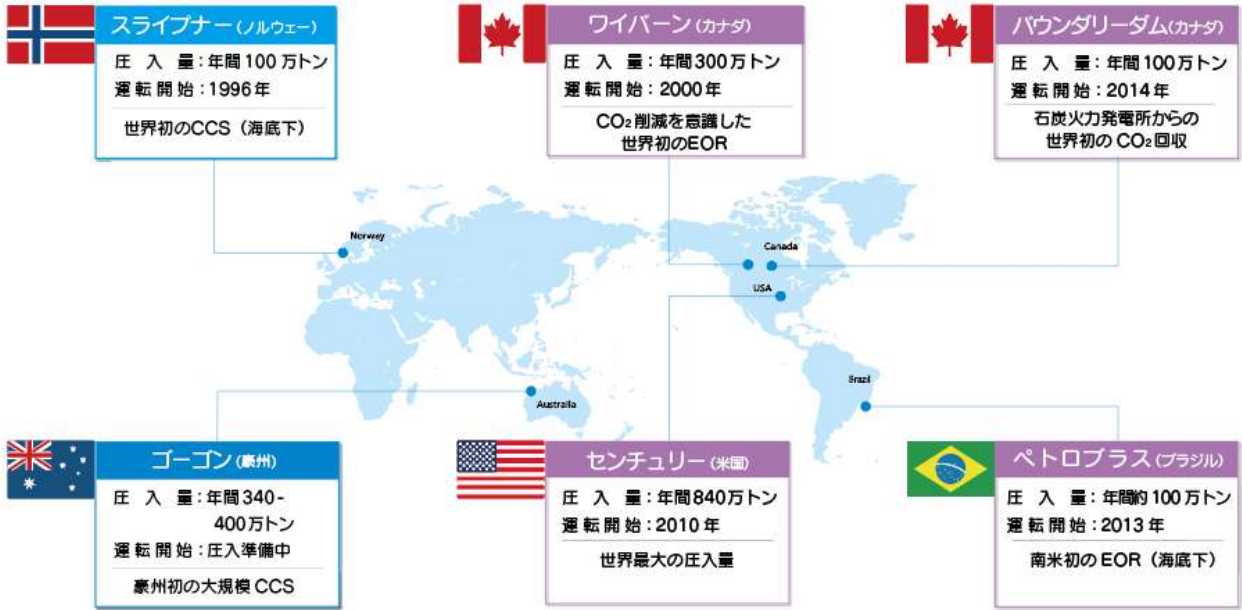 スライプナー(ノルウェー)
圧入量:年間100万トン
運転開始:1996年
世界初のCCS(海底下)
ワイバーン(カナダ)
圧入量:年間300万トン
運転開始:2000年
CO₂削減を意識した
世界初のEOR
バウンダリーダム(カナダ)
圧入量:年間100万トン
運転開始:2014年
石炭火力発電所からの
世界初のCO₂回収
Norway
Canada
USA
Brazil
Australia
ゴーゴン(豪州)
圧入量:年間340-
400万トン
運転開始:圧入準備中
豪州初の大規模CCS
センチュリー(米国)
圧入量:年間840万トン
運転開始:2010年
世界最大の圧入量
ペトロブラス(ブラジル)
圧入量:年間約100万トン
運転開始:2013年
南米初のEOR(海底下)